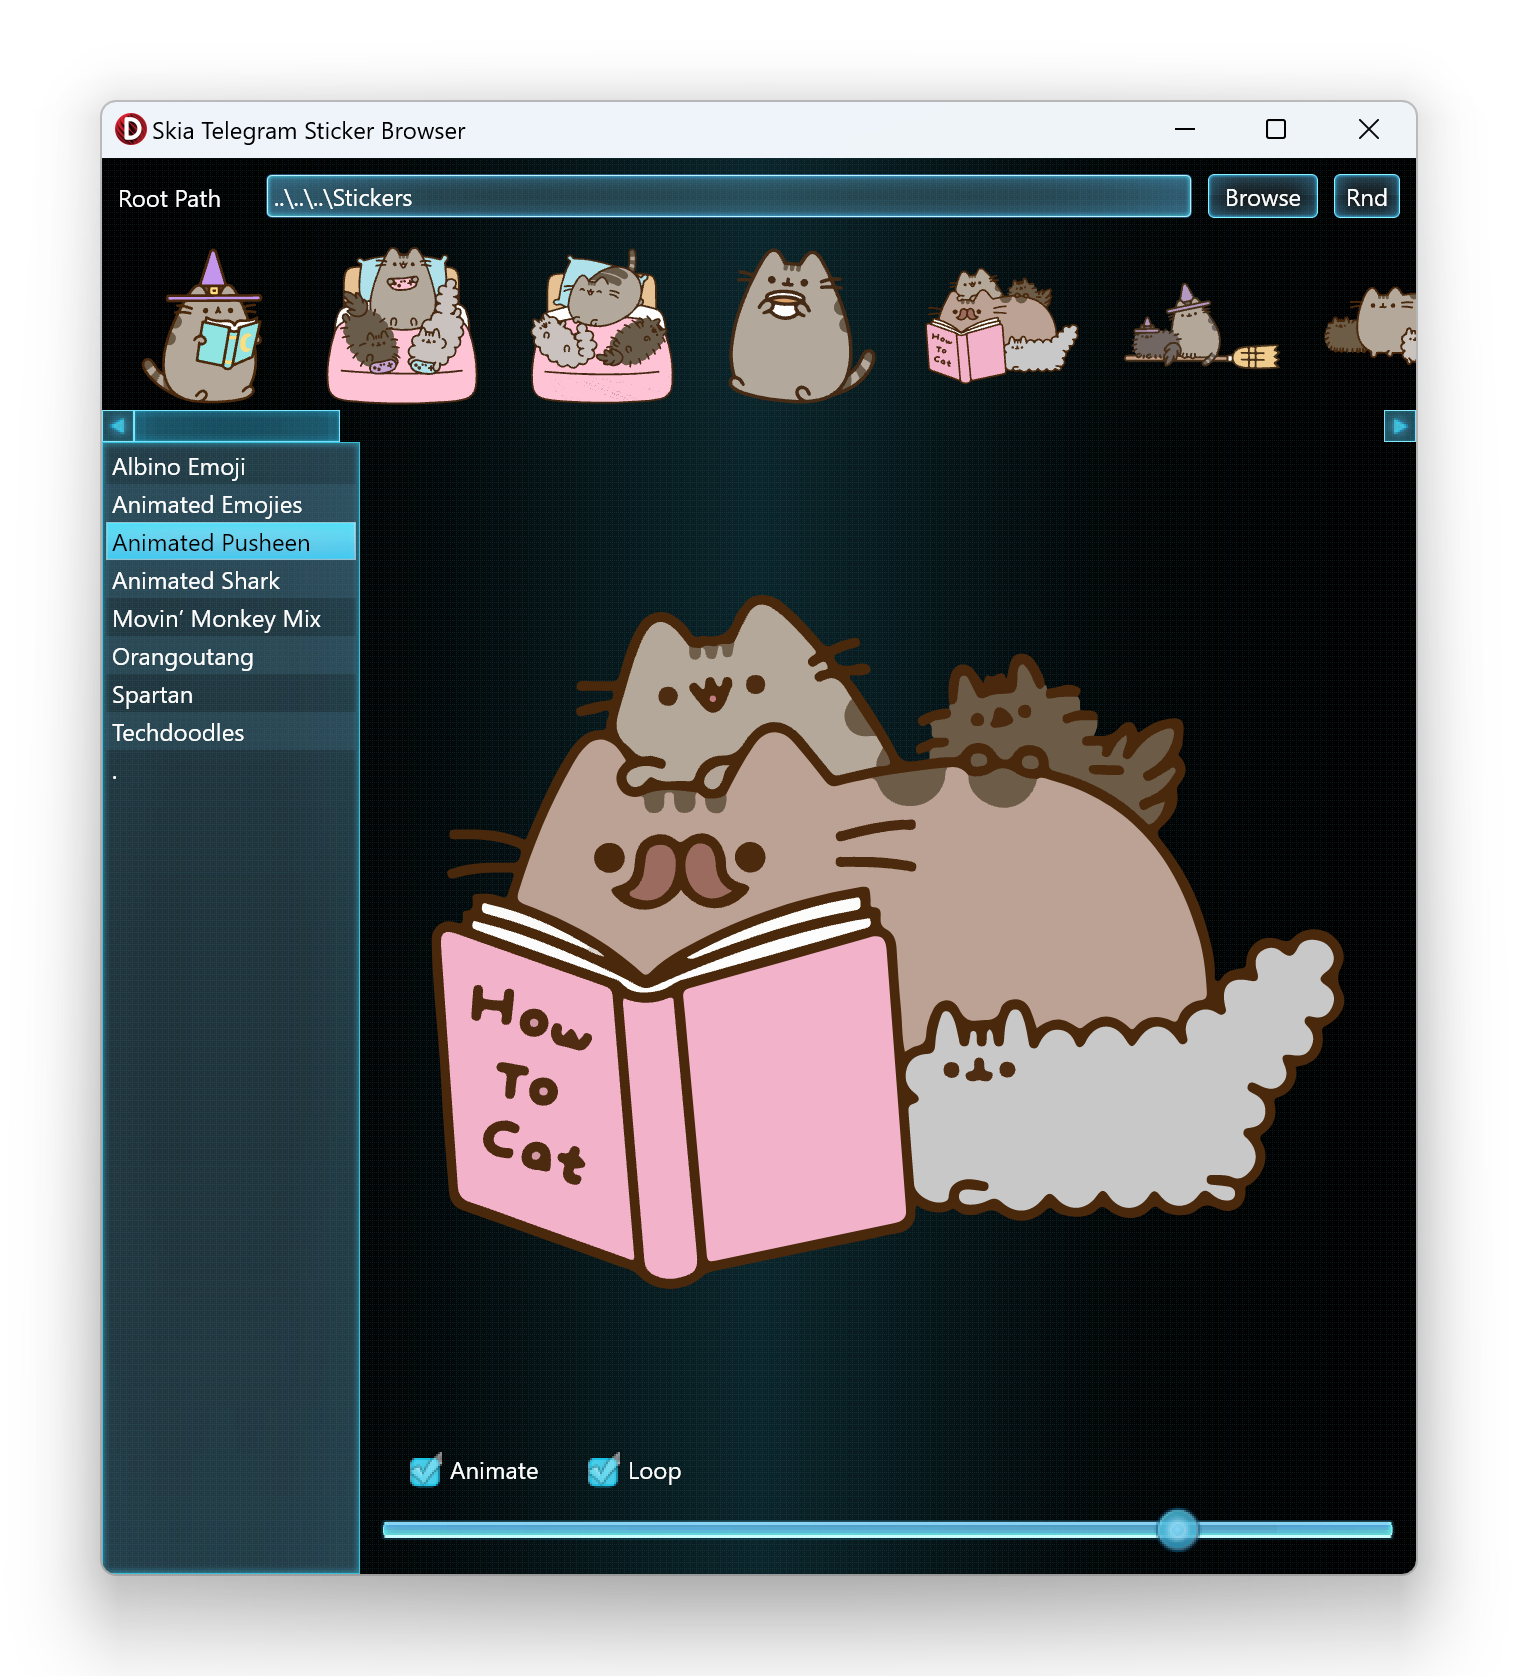 Skia Telegram Sticker Browser
Root Path
..\..\..\Stickers
Browse
Rnd
How
To
Cat
Albino Emoji
Animated Emojies
Animated Pusheen
Animated Shark
Movin’ Monkey Mix
Orangoutang
Spartan
Techdoodles
.
How
To
Cat
Animate
Loop